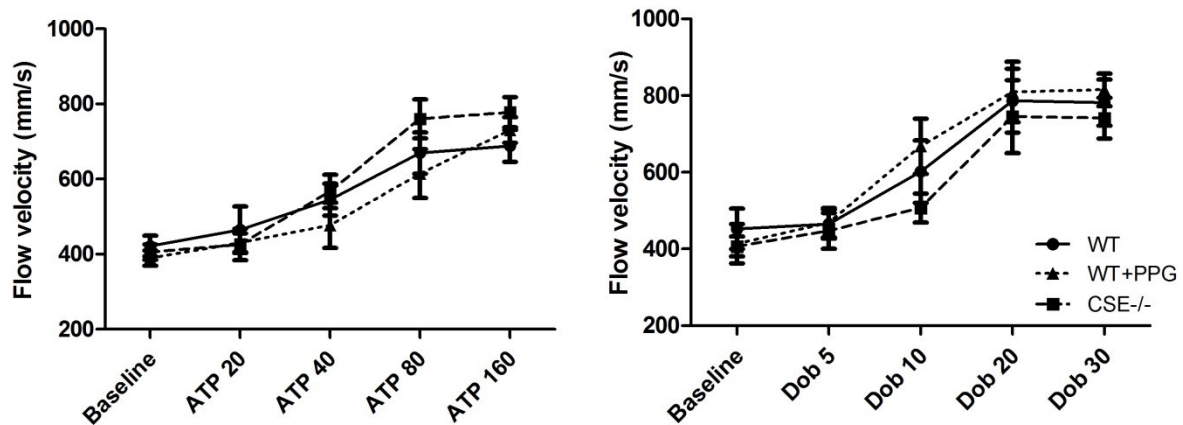 Flow velocity (mm/s)
1000
800
600
400
200
Baseline
ATP 20
ATP 40
ATP 80
ATP 160
Flow velocity (mm/s)
1000
800
600
400
200
Baseline
Dob 5
Dob 10
Dob 20
Dob 30
WT
WT+PPG
CSE-/-